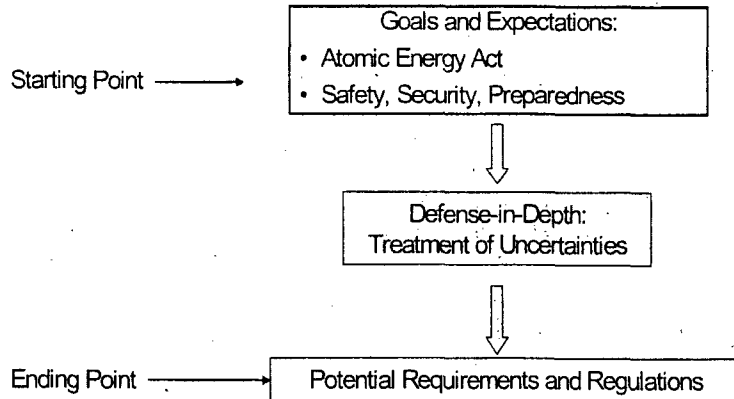 Goals and Expectations:
• Atomic Energy Act
Starting Point
• Safety, Security, Preparedness
Defense-in-Depth:
Treatment of Uncertainties
Ending Point
Potential Requirements and Regulations